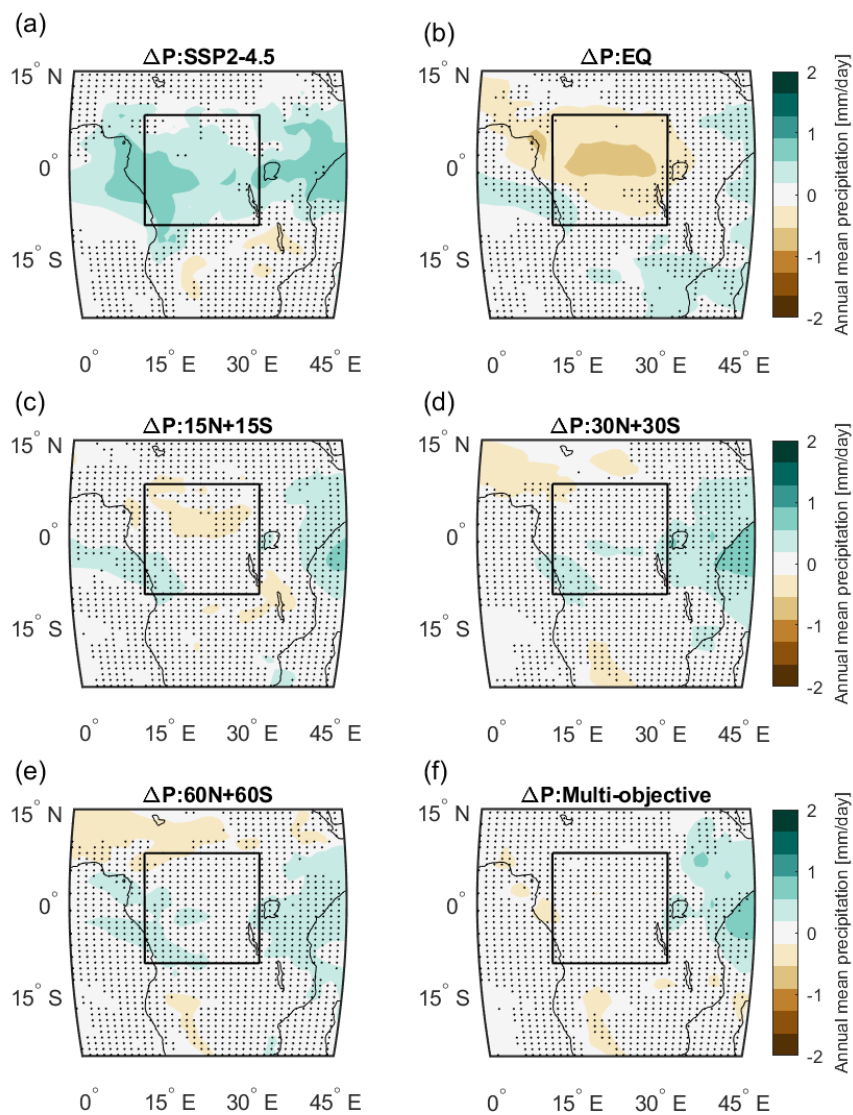 (a)
ΔP:SSP2-4.5
15° N
0°
15° S
0°
15° E
30° E
45° E
(b)
ΔP:EQ
15° N
0°
15° S
0°
15° E
30° E
45° E
2
1
0
-1
-2
Annual mean precipitation [mm/day]
(c)
ΔP:15N+15S
15° N
0°
15° S
0°
15° E
30° E
45° E
(d)
ΔP:30N+30S
15° N
0°
15° S
0°
15° E
30° E
45° E
2
1
0
-1
-2
Annual mean precipitation [mm/day]
(e)
ΔP:60N+60S
15° N
0°
15° S
0°
15° E
30° E
45° E
(f)
ΔP:Multi-objective
15° N
0°
15° S
0°
15° E
30° E
45° E
2
1
0
-1
-2
Annual mean precipitation [mm/day]